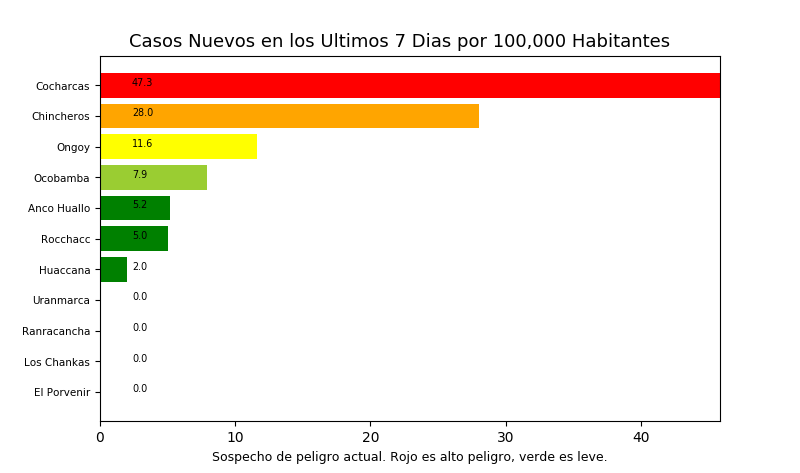 Casos Nuevos en los Ultimos 7 Dias por 100,000 Habitantes
Cocharcas 47.3
Chincheros 28.0
Ongoy 11.6
Ocobamba 7.9
Anco Huallo 5.2
Rocchacc 5.0
Huaccana 2.0
Uranmarca 0.0
Ranracancha 0.0
Los Chankas 0.0
El Porvenir 0.0
0 10 20 30 40
Sospecho de peligro actual. Rojo es alto peligro, verde es leve.